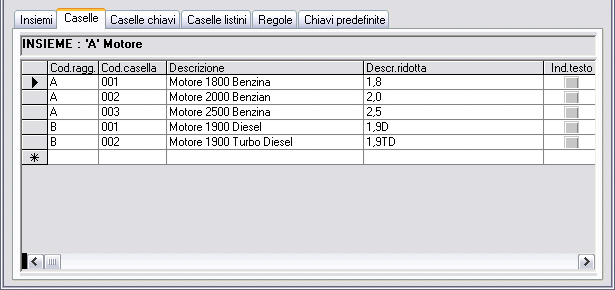 Insiemi Caselle Caselle chiavi Caselle listini Regole Chiavi predefinite
INSIEME : 'A' Motore
Cod.ragg. Cod.casella Descrizione Descr.ridotta Ind.testo
A 001 Motore 1800 Benzina 1,8
A 002 Motore 2000 Benzian 2,0
A 003 Motore 2500 Benzina 2,5
B 001 Motore 1900 Diesel 1,9D
B 002 Motore 1900 Turbo Diesel 1,9TD